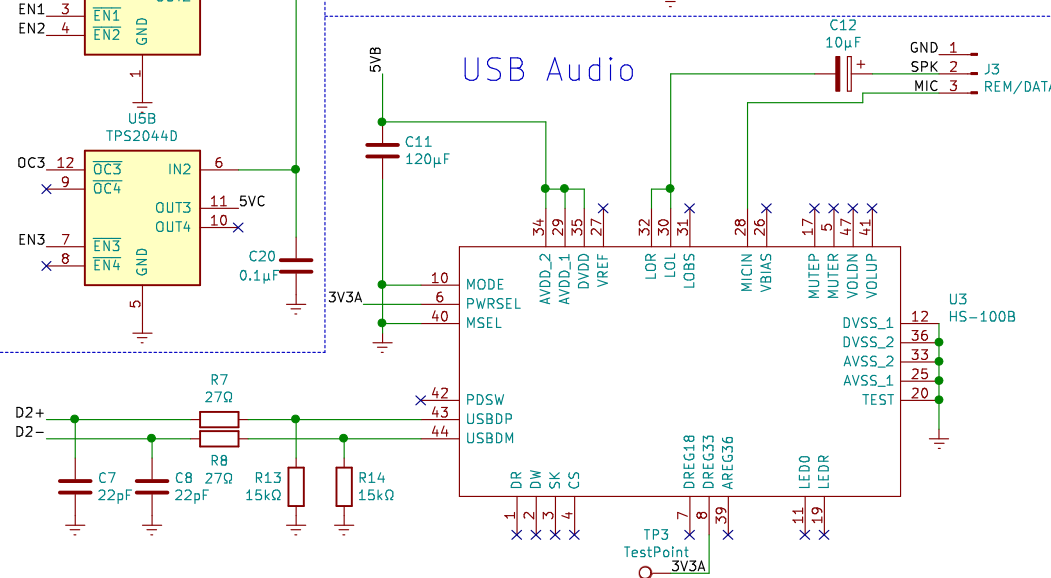 EN1 3 EN1
EN2 4 EN2
GND
1
U5B
TPS2044D
OC3 12 OC3 IN2 6
9 OC4
OUT3 11 5VC
OUT4 10
EN3 7 EN3
8 EN4
GND
5
C20
0.1µF
USB Audio
5VB
C11
120µF
C12
10µF
+
GND 1
SPK 2
MIC 3
J3
REM/DATA
34 29 35 27 32 30 31 28 26 17 5 47 41
AVDD_2 AVDD_1 DVDD VREF LOR LOL LOBS MICIN VBIAS MUTEP MUTER VOLDN VOLUP
10 MODE
3V3A 6 PWRSEL
40 MSEL
42 PDSW
43 USBDP
44 USBDM
U3
HS-100B
DVSS_1 12
DVSS_2 36
AVSS_2 33
AVSS_1 25
TEST 20
DR DW SK CS DREG18 DREG33 AREG36 LED0 LEDR
1 2 3 4 7 8 39 11 19
TP3
TestPoint
3V3A
D2+
D2-
R7
27Ω
R8
27Ω
C7
22pF
C8
22pF
R13
15kΩ
R14
15kΩ